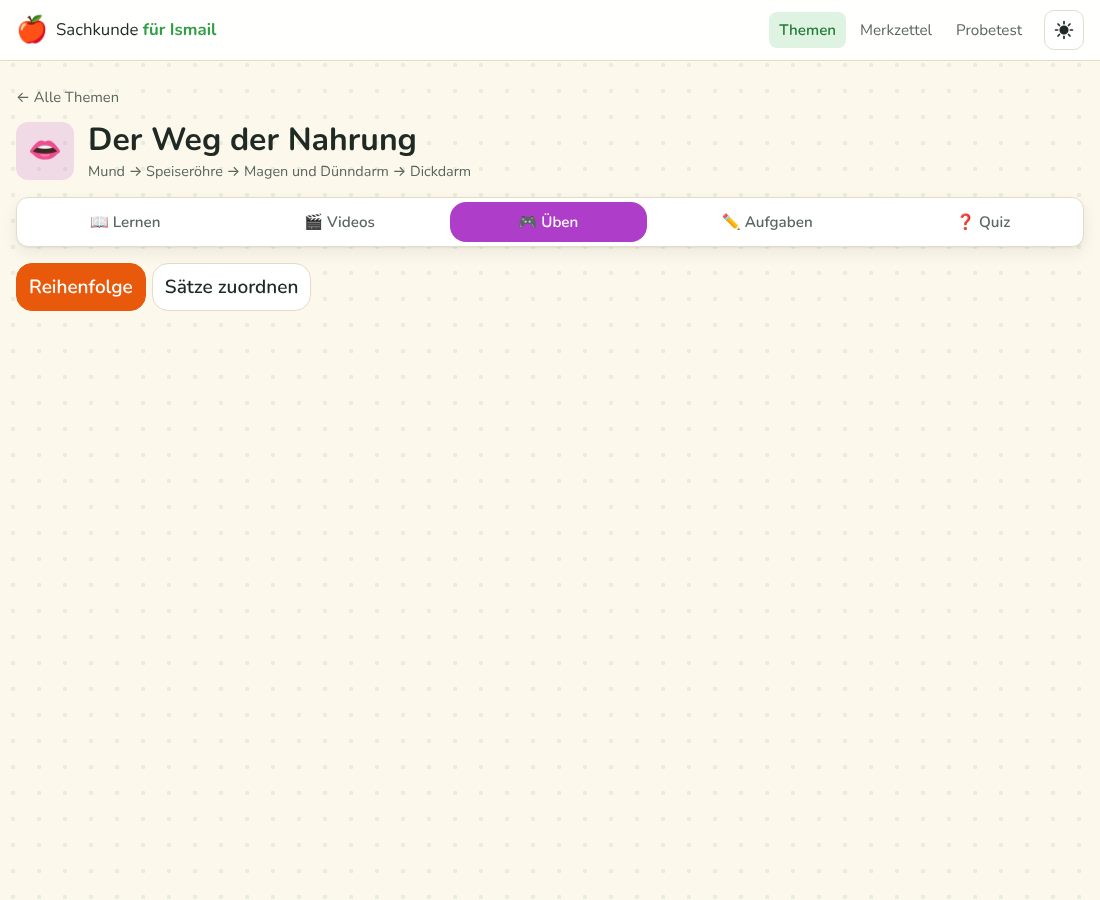 Sachkunde für Ismail
Themen
Merkzettel
Probetest
← Alle Themen
Der Weg der Nahrung
Mund → Speiseröhre → Magen und Dünndarm → Dickdarm
Lernen
Videos
Üben
Aufgaben
Quiz
Reihenfolge
Sätze zuordnen